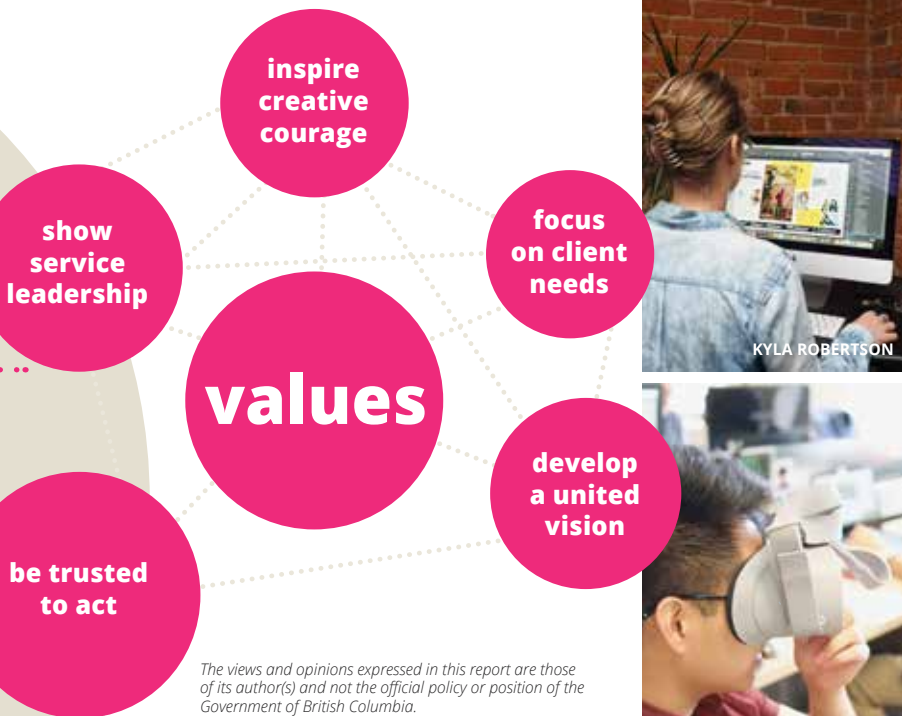 inspire
creative
courage
show
service
leadership
focus
on client
needs
values
develop
a united
vision
be trusted
to act
KYLA ROBERTSON
The views and opinions expressed in this report are those
of its author(s) and not the official policy or position of the
Government of British Columbia.